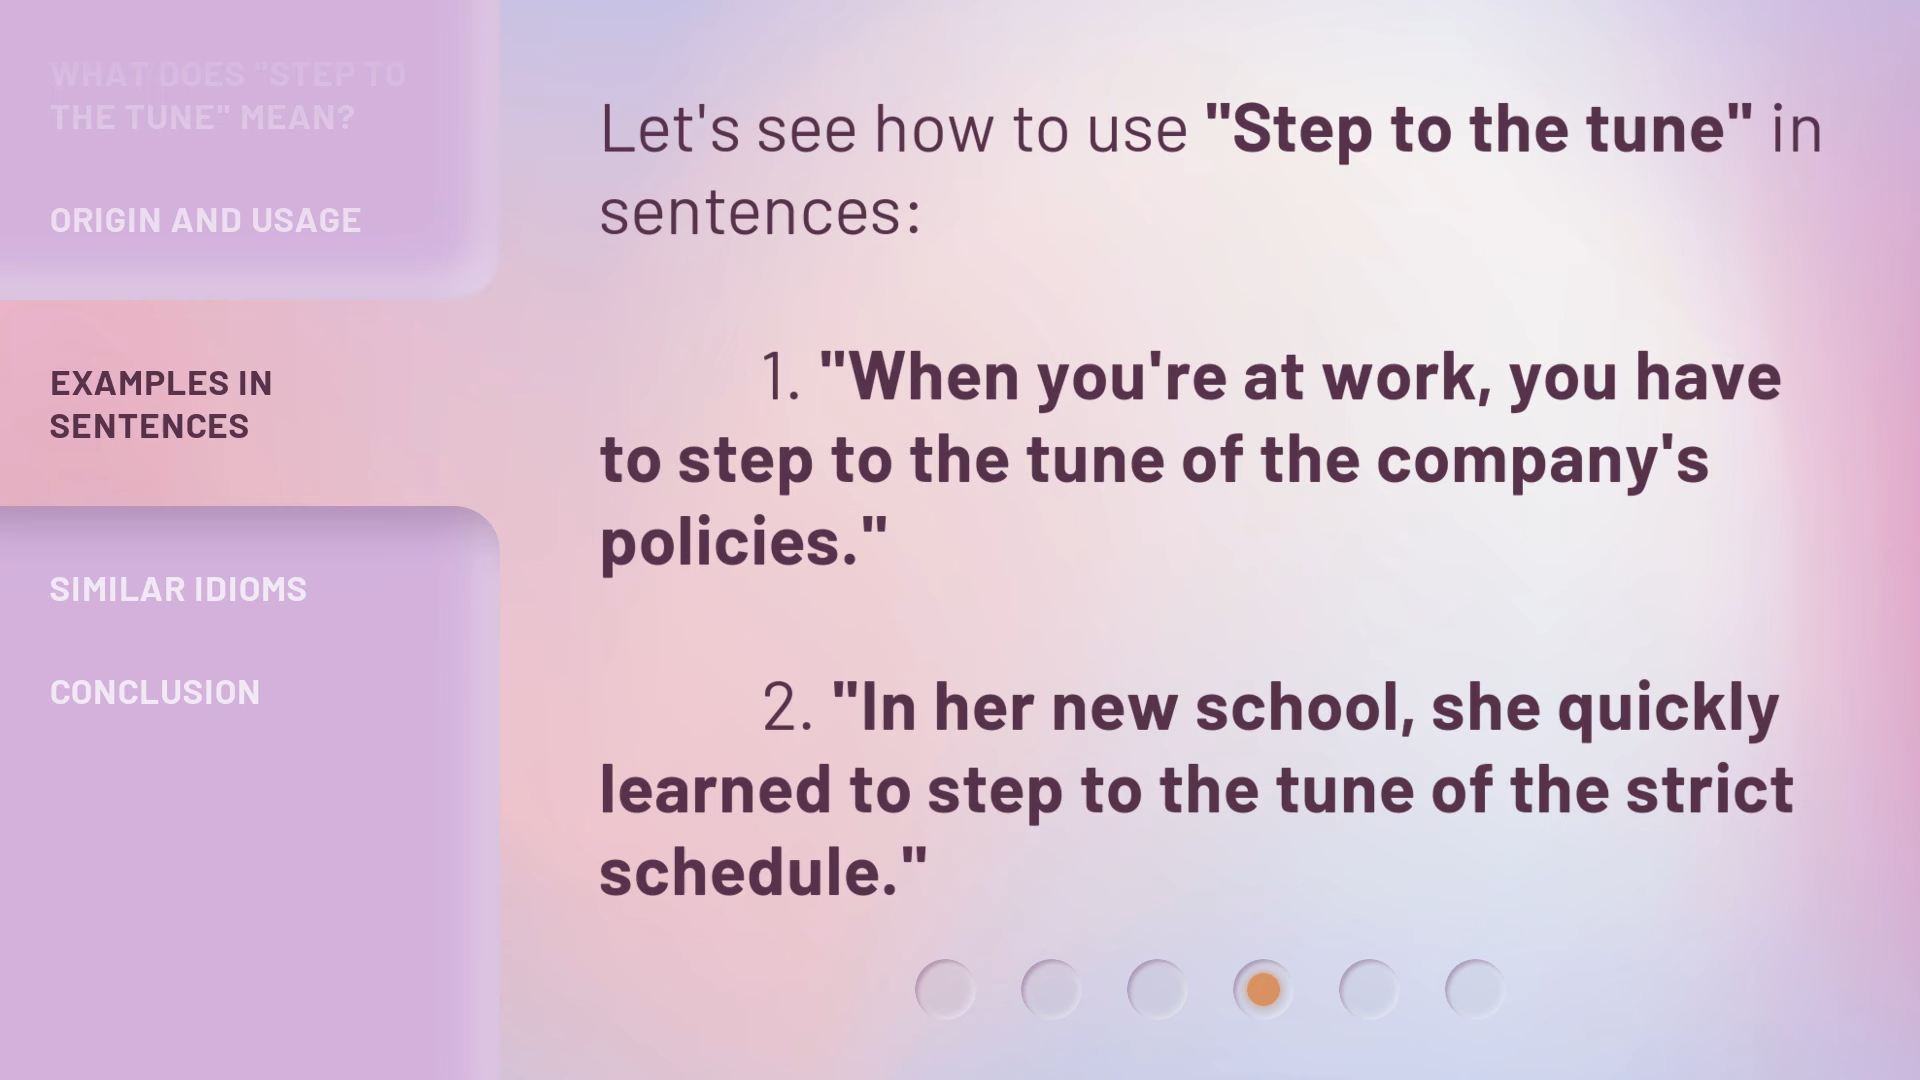 WHAT DOES "STEP TO
THE TUNE" MEAN?
ORIGIN AND USAGE
EXAMPLES IN
SENTENCES
SIMILAR IDIOMS
CONCLUSION
Let's see how to use "Step to the tune" in
sentences:
1. "When you're at work, you have
to step to the tune of the company's
policies."
2. "In her new school, she quickly
learned to step to the tune of the strict
schedule."